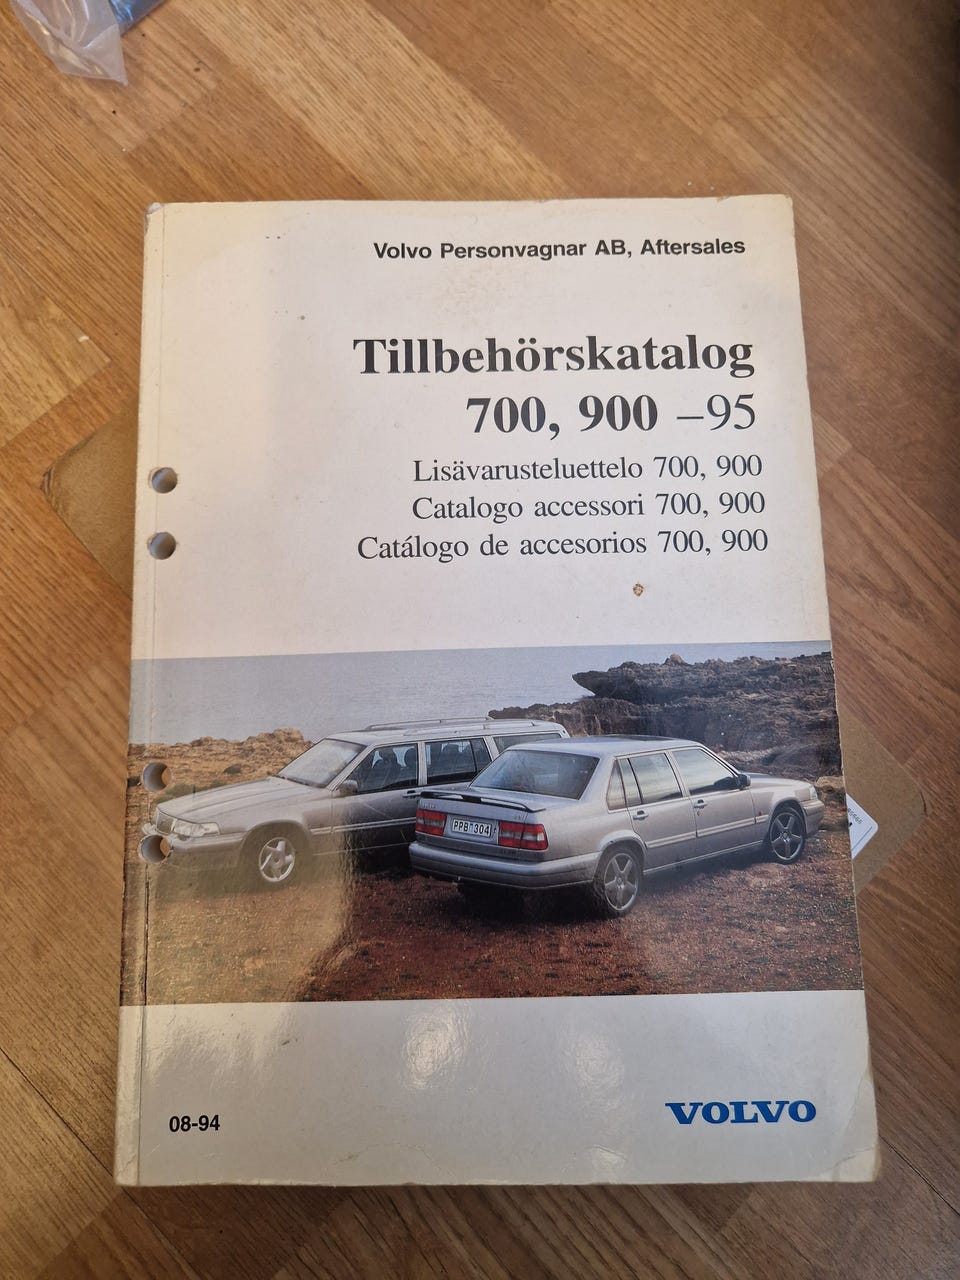 Volvo Personvagnar AB, Aftersales
Tillbehörskatalog
700, 900 –95
Lisävarusteluettelo 700, 900
Catalogo accessori 700, 900
Catálogo de accesorios 700, 900
PPB 304
08-94
VOLVO